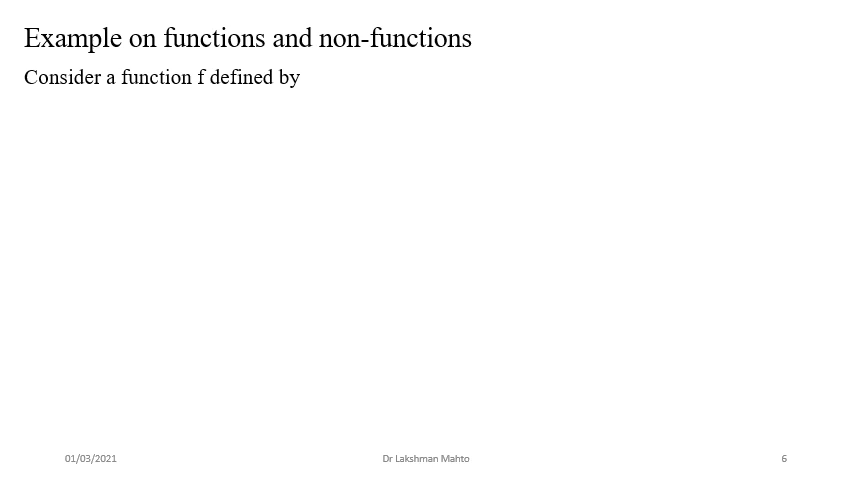 Example on functions and non-functions
Consider a function f defined by
01/03/2021
Dr Lakshman Mahto
6